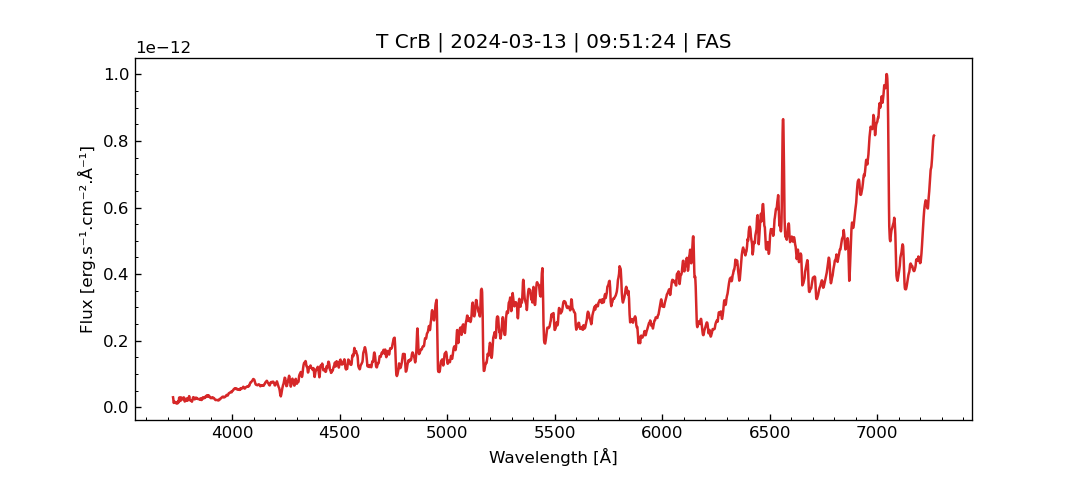 T CrB | 2024-03-13 | 09:51:24 | FAS
1e−12
1.0
0.8
0.6
0.4
0.2
0.0
Flux [erg.s⁻¹.cm⁻².Å⁻¹]
4000 4500 5000 5500 6000 6500 7000
Wavelength [Å]